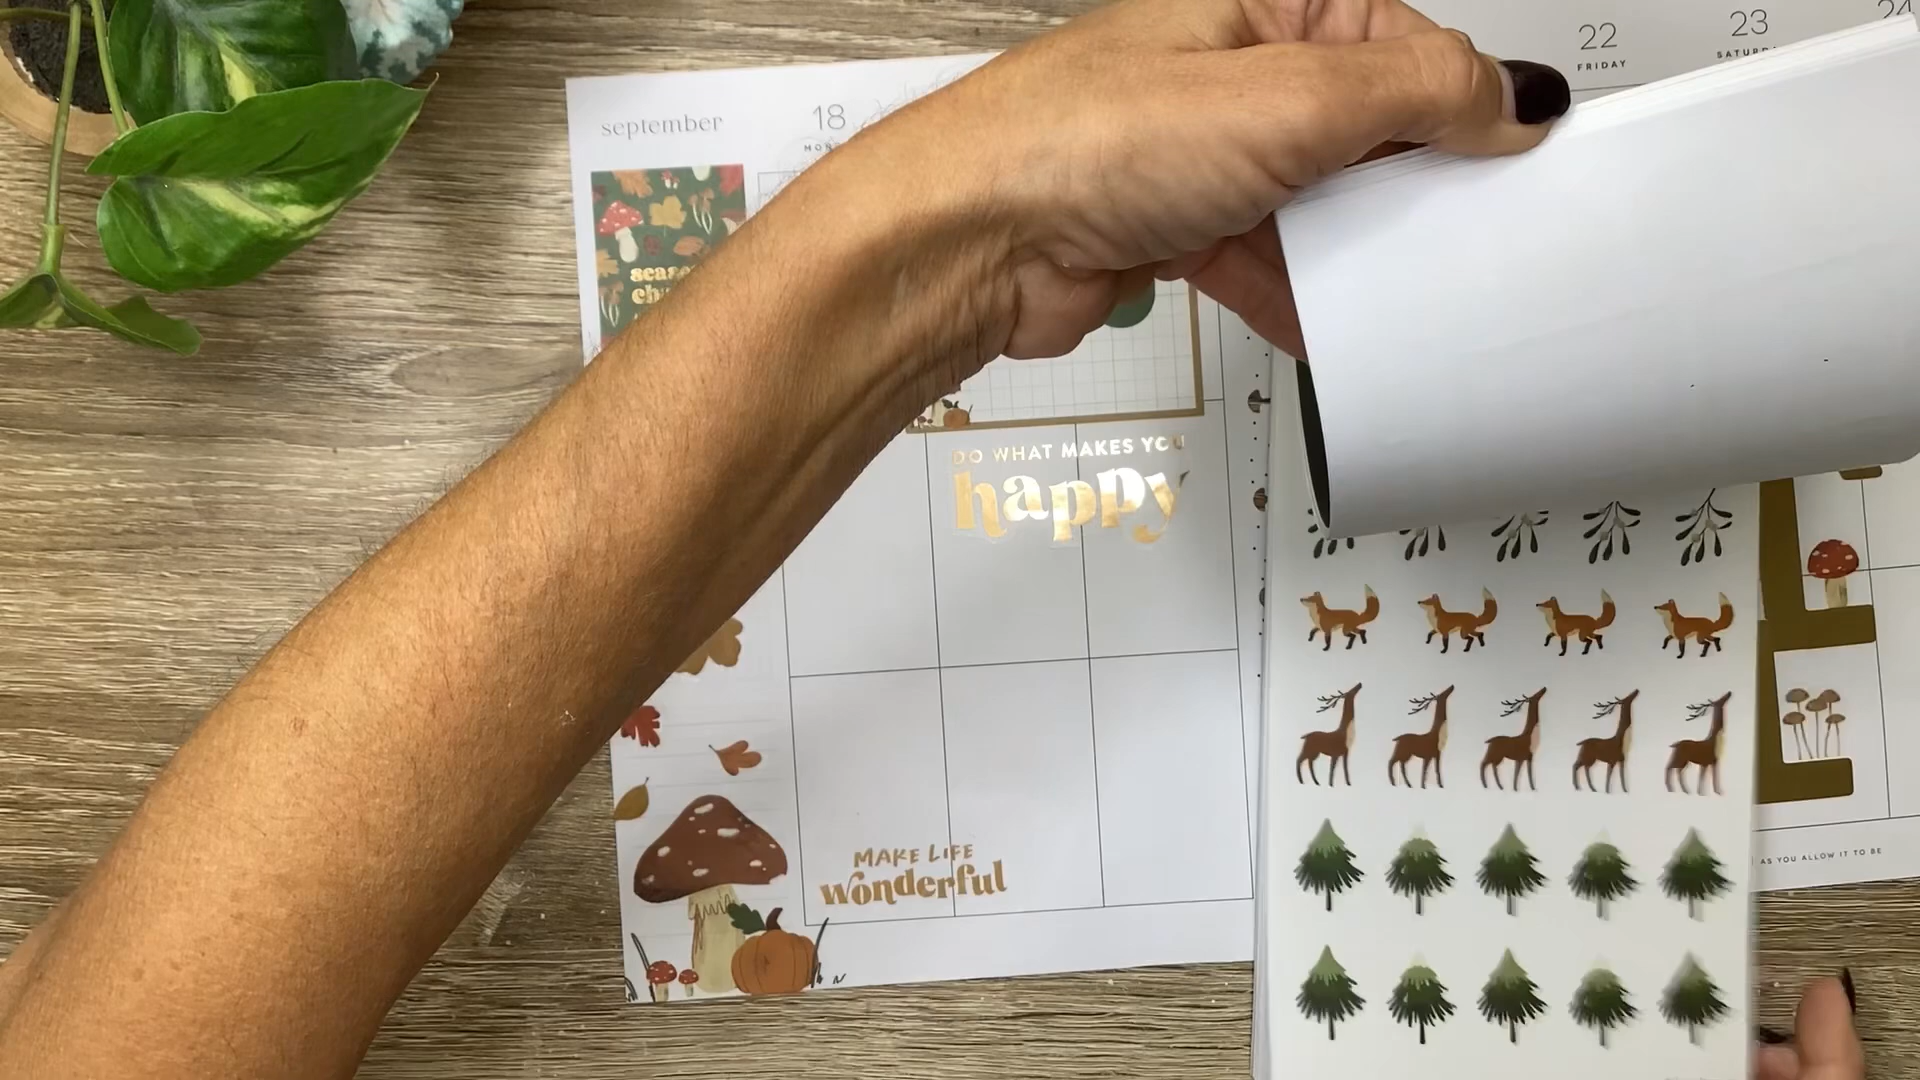 september
18
22
FRIDAY
23
24
DO WHAT MAKES YOU
happy
MAKE LIFE
wonderful
AS YOU ALLOW IT TO BE